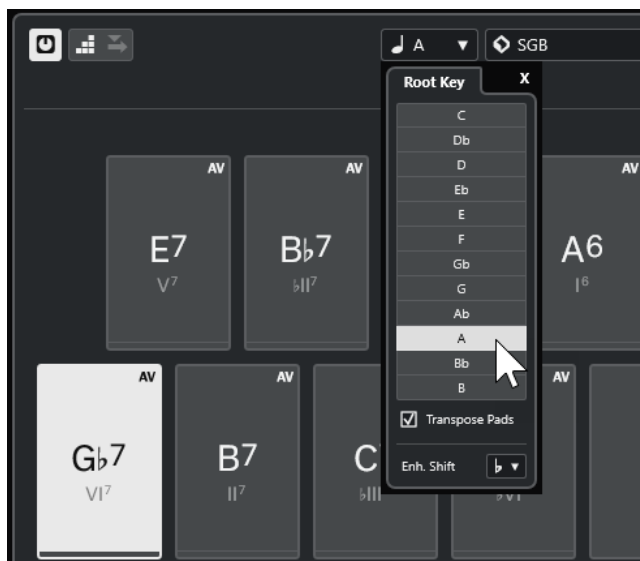 A
SGB
Root Key
X
C
Db
D
Eb
E
F
Gb
G
Ab
A
Bb
B
Transpose Pads
Enh. Shift
♭
AV
E7
V7
AV
B♭7
♭II7
AV
A6
I6
AV
G♭7
VI7
AV
B7
II7
C
♭III
AV
♭VI